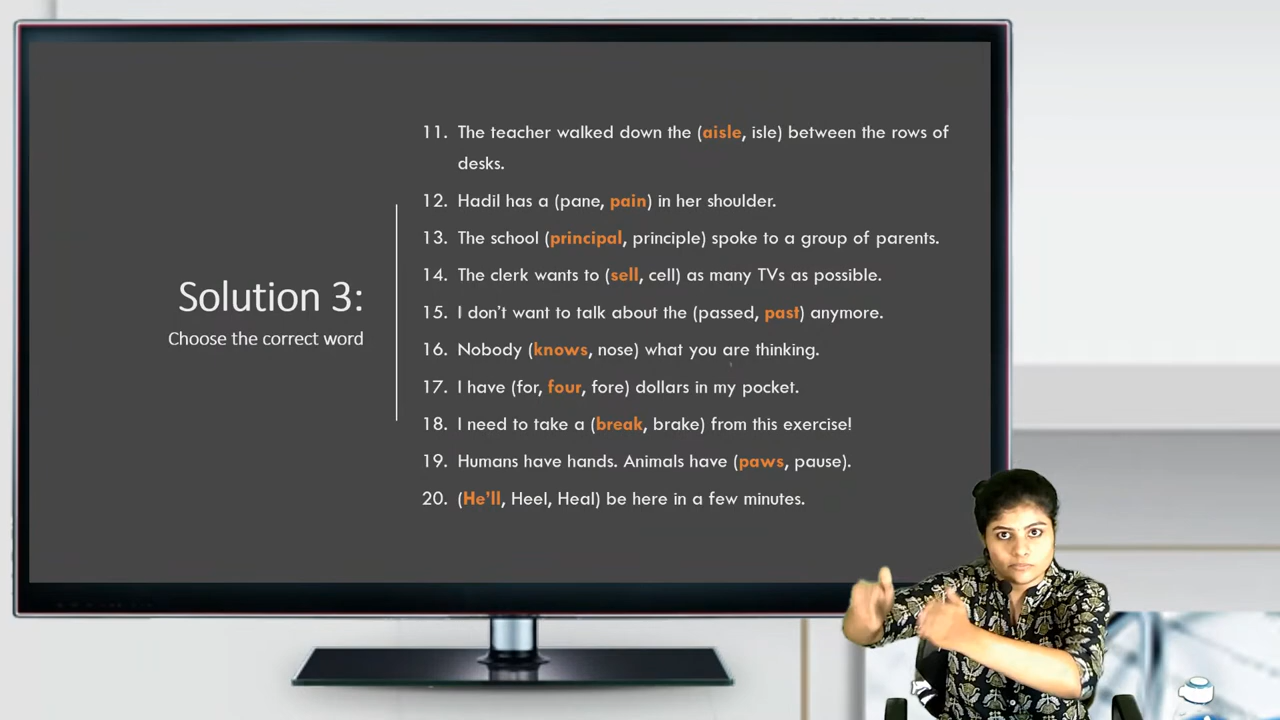 Solution 3:
Choose the correct word
11. The teacher walked down the (aisle, isle) between the rows of
desks.
12. Hadil has a (pane, pain) in her shoulder.
13. The school (principal, principle) spoke to a group of parents.
14. The clerk wants to (sell, cell) as many TVs as possible.
15. I don't want to talk about the (passed, past) anymore.
16. Nobody (knows, nose) what you are thinking.
17. I have (for, four, fore) dollars in my pocket.
18. I need to take a (break, brake) from this exercise!
19. Humans have hands. Animals have (paws, pause).
20. (He'll, Heel, Heal) be here in a few minutes.